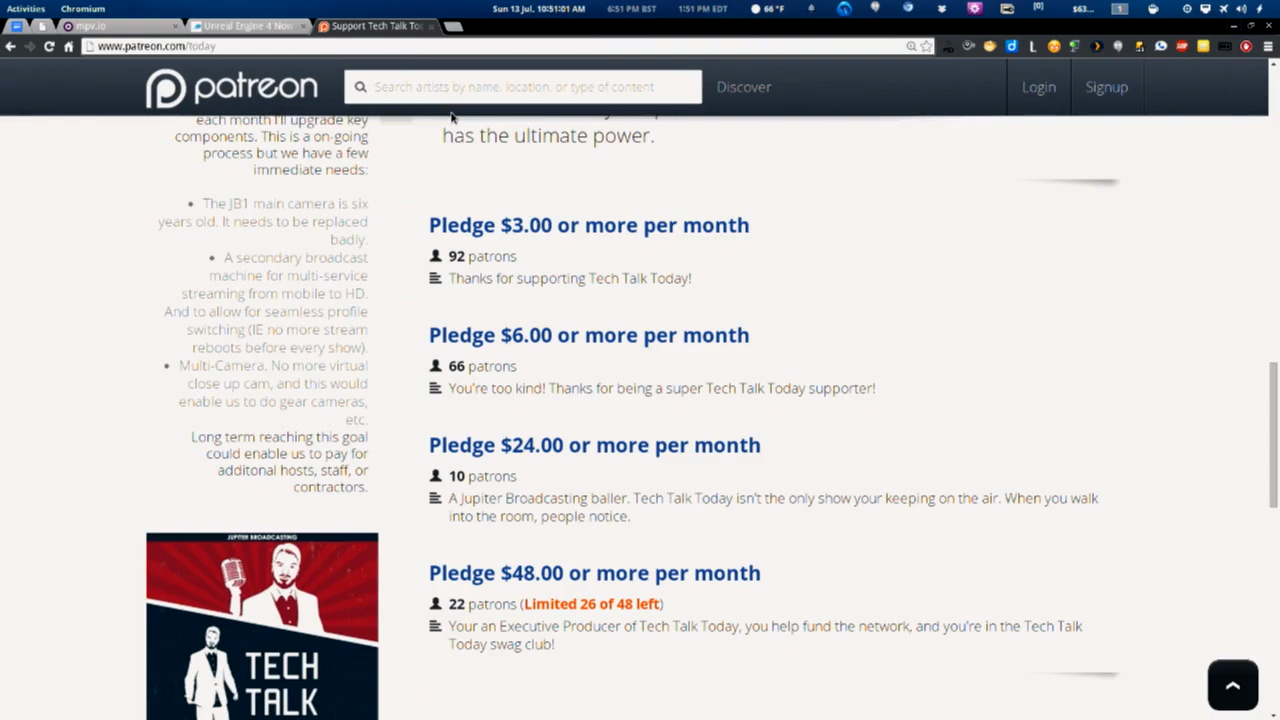 Activities Chromium Sun 13 Jul, 10:51:01 AM 6:51 PM BST 1:51 PM EDT 66 °F $63... 1
mpv.io Unreal Engine 4 Now Support Tech Talk Toc
www.patreon.com/today
patreon Search artists by name, location, or type of content Discover Login Signup
each month I'll upgrade key
components. This is a on-going
process but we have a few
immediate needs:
• The JB1 main camera is six
years old. It needs to be replaced
badly.
• A secondary broadcast
machine for multi-service
streaming from mobile to HD.
And to allow for seamless profile
switching (IE no more stream
reboots before every show).
• Multi-Camera. No more virtual
close up cam, and this would
enable us to do gear cameras,
etc.
Long term reaching this goal
could enable us to pay for
additonal hosts, staff, or
contractors.
JUPITER BROADCASTING
TECH
TALK
has the ultimate power.
Pledge $3.00 or more per month
92 patrons
Thanks for supporting Tech Talk Today!
Pledge $6.00 or more per month
66 patrons
You're too kind! Thanks for being a super Tech Talk Today supporter!
Pledge $24.00 or more per month
10 patrons
A Jupiter Broadcasting baller. Tech Talk Today isn't the only show your keeping on the air. When you walk
into the room, people notice.
Pledge $48.00 or more per month
22 patrons (Limited 26 of 48 left)
Your an Executive Producer of Tech Talk Today, you help fund the network, and you're in the Tech Talk
Today swag club!